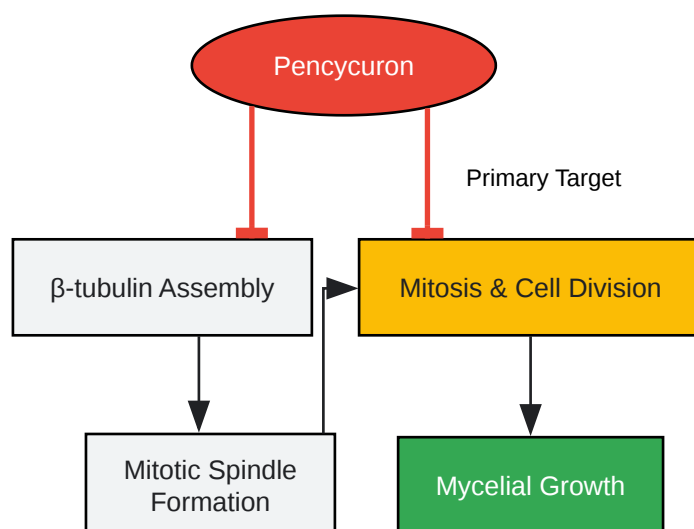 Pencycuron
Primary Target
β-tubulin Assembly
Mitosis & Cell Division
Mitotic Spindle
Formation
Mycelial Growth